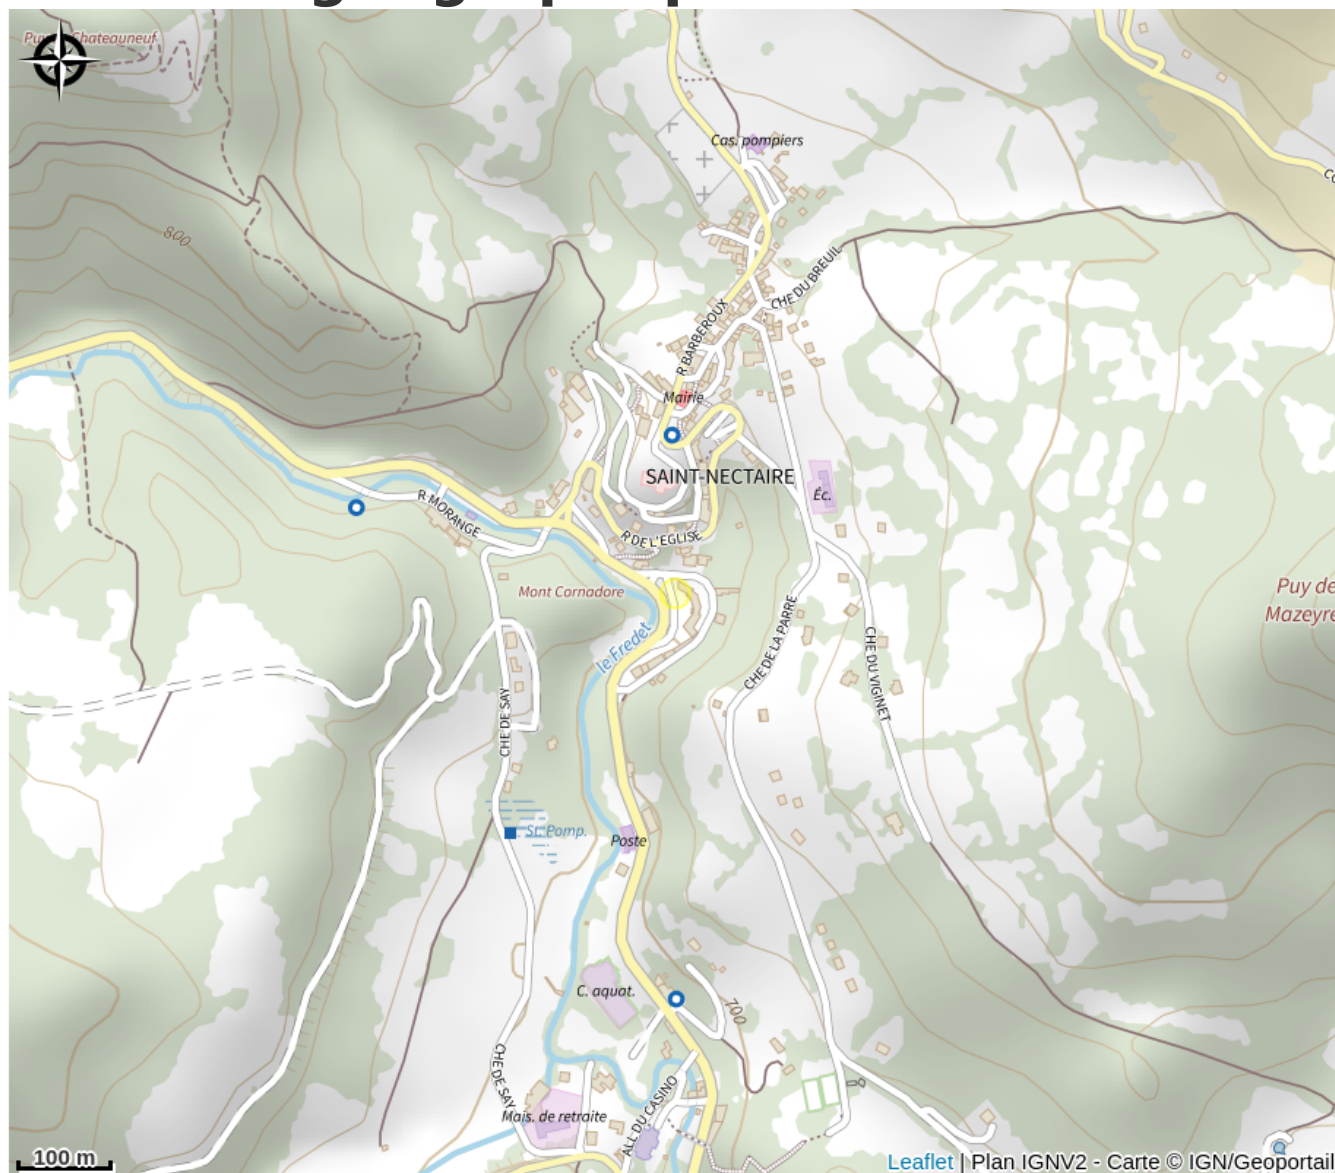 Puy de Chateauneuf
Cas. pompiers
800
CHE DU BREUIL
R BARBEROUX
Mairie
SAINT-NECTAIRE
Éc.
R MORANGE
R DE L'EGLISE
Mont Cornadore
Puy de
Mazeyre
le Fredet
CHE DE LA PARRE
CHE DU VIGINET
CHE DE SAY
St. Pomp.
Poste
C. aquat.
700
CHE DE SAY
Mais. de retraite
ALL DU CASINO
100 m
Leaflet | Plan IGNV2 - Carte © IGN/Geoportail